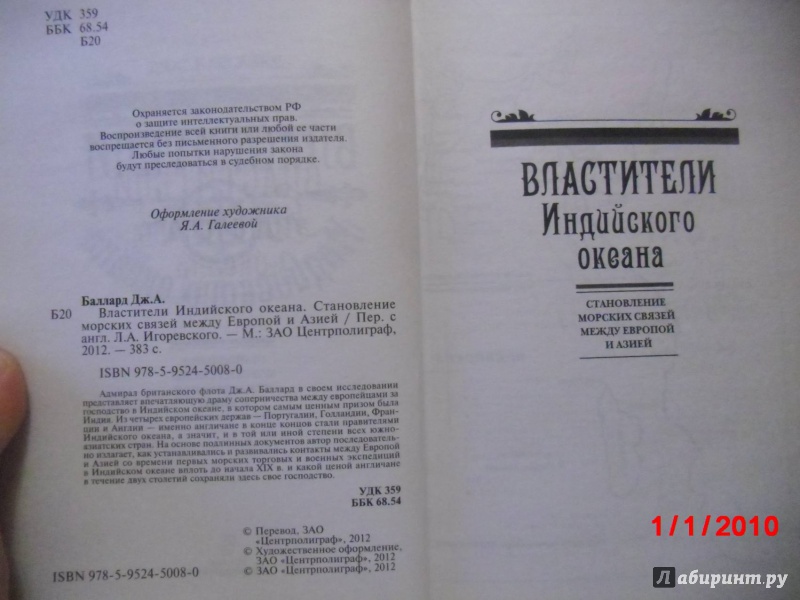 УДК 359
ББК 68.54
Б20
Охраняется законодательством РФ
о защите интеллектуальных прав.
Воспроизведение всей книги или любой ее части
воспрещается без письменного разрешения издателя.
Любые попытки нарушения закона
будут преследоваться в судебном порядке.
Оформление художника
Я.А. Галеевой
Баллард Дж.А.
Б20 Властители Индийского океана. Становление
морских связей между Европой и Азией / Пер. с
англ. Л.А. Игоревского. — М.: ЗАО Центрполиграф,
2012. — 383 с.
ISBN 978-5-9524-5008-0
Адмирал британского флота Дж.А. Баллард в своем исследовании
представляет впечатляющую драму соперничества между европейцами за
господство в Индийском океане, в котором самым ценным призом была
Индия. Из четырех европейских держав — Португалии, Голландии, Фран-
ции и Англии — именно англичане в конце концов стали правителями
Индийского океана, а значит, и в той или иной степени всех южно-
азиатских стран. На основе подлинных документов автор последователь-
но излагает, как устанавливались и развивались контакты между Европой
и Азией со времени первых морских торговых и военных экспедиций
в Индийском океане вплоть до начала XIX в. и какой ценой англичане
в течение двух столетий сохраняли здесь свое господство.
УДК 359
ББК 68.54
© Перевод, ЗАО
«Центрполиграф», 2012
© Художественное оформление,
ЗАО «Центрполиграф», 2012
ISBN 978-5-9524-5008-0 © ЗАО «Центрполиграф», 2012
ВЛАСТИТЕЛИ
Индийского
океана
СТАНОВЛЕНИЕ
МОРСКИХ СВЯЗЕЙ
МЕЖДУ ЕВРОПОЙ
И АЗИЕЙ
1/1/2010
Лабиринт.ру